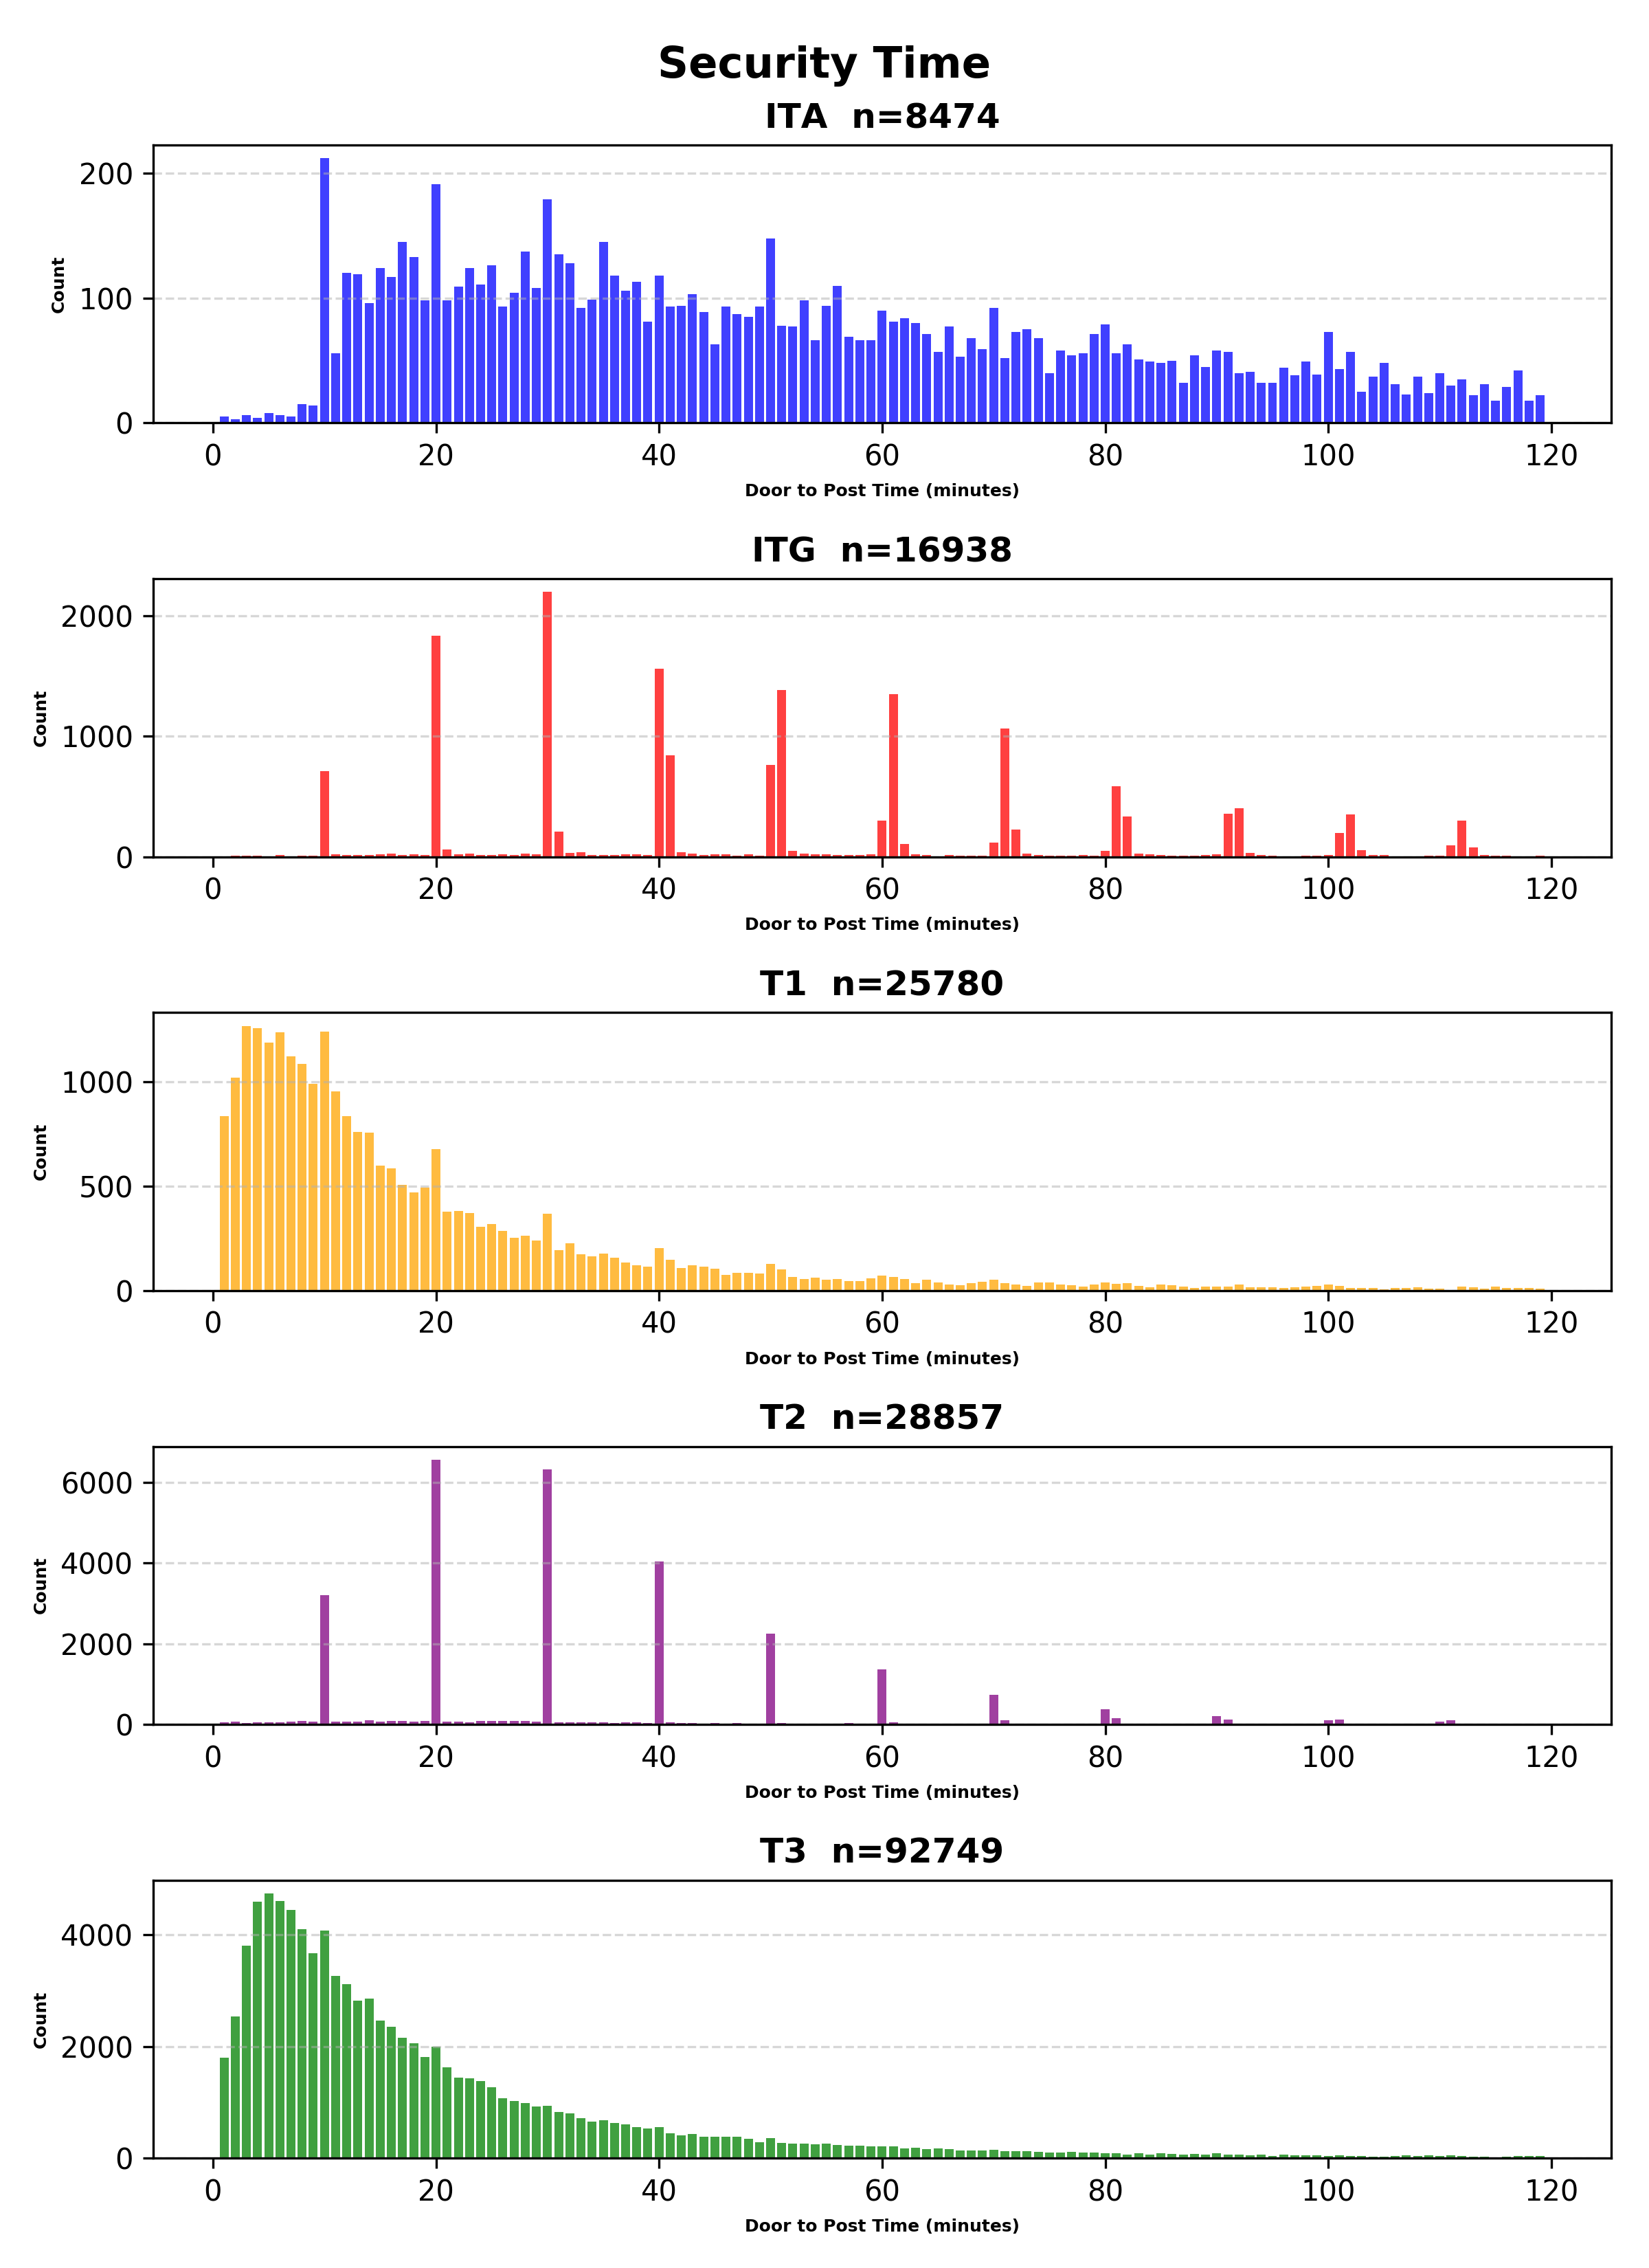 Security Time
ITA n=8474
200
100
0
Count
0 20 40 60 80 100 120
Door to Post Time (minutes)
ITG n=16938
2000
1000
0
Count
0 20 40 60 80 100 120
Door to Post Time (minutes)
T1 n=25780
1000
500
0
Count
0 20 40 60 80 100 120
Door to Post Time (minutes)
T2 n=28857
6000
4000
2000
0
Count
0 20 40 60 80 100 120
Door to Post Time (minutes)
T3 n=92749
4000
2000
0
Count
0 20 40 60 80 100 120
Door to Post Time (minutes)